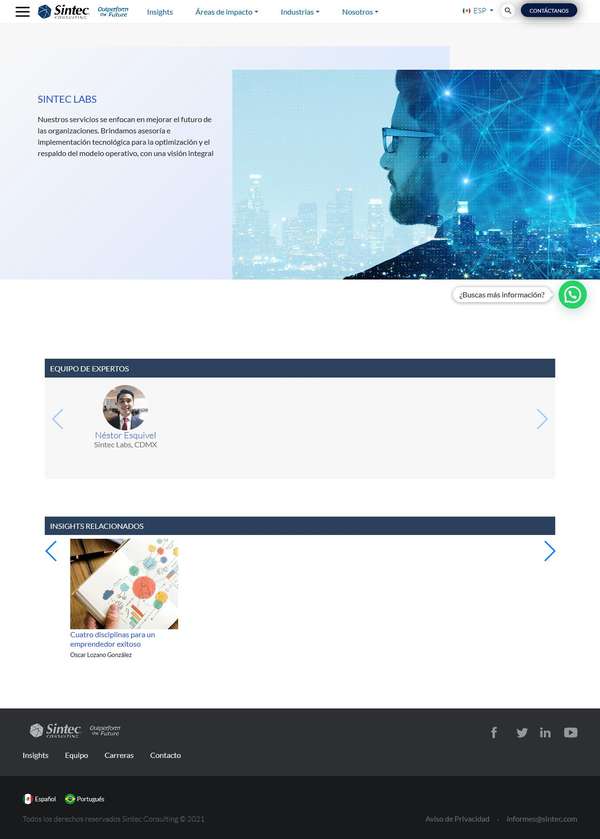 Sintec
CONSULTING
Outperform
the Future
Insights
Áreas de impacto
Industrias
Nosotros
ESP
CONTÁCTANOS
SINTEC LABS
Nuestros servicios se enfocan en mejorar el futuro de
las organizaciones. Brindamos asesoría e
implementación tecnológica para la optimización y el
respaldo del modelo operativo, con una visión integral
¿Buscas más información?
EQUIPO DE EXPERTOS
Néstor Esquivel
Sintec Labs, CDMX
INSIGHTS RELACIONADOS
Cuatro disciplinas para un
emprendedor exitoso
Oscar Lozano González
Sintec
CONSULTING
Outperform
the Future
Insights
Equipo
Carreras
Contacto
Español
Portugués
Todos los derechos reservados Sintec Consulting © 2021
Aviso de Privacidad
-
informes@sintec.com